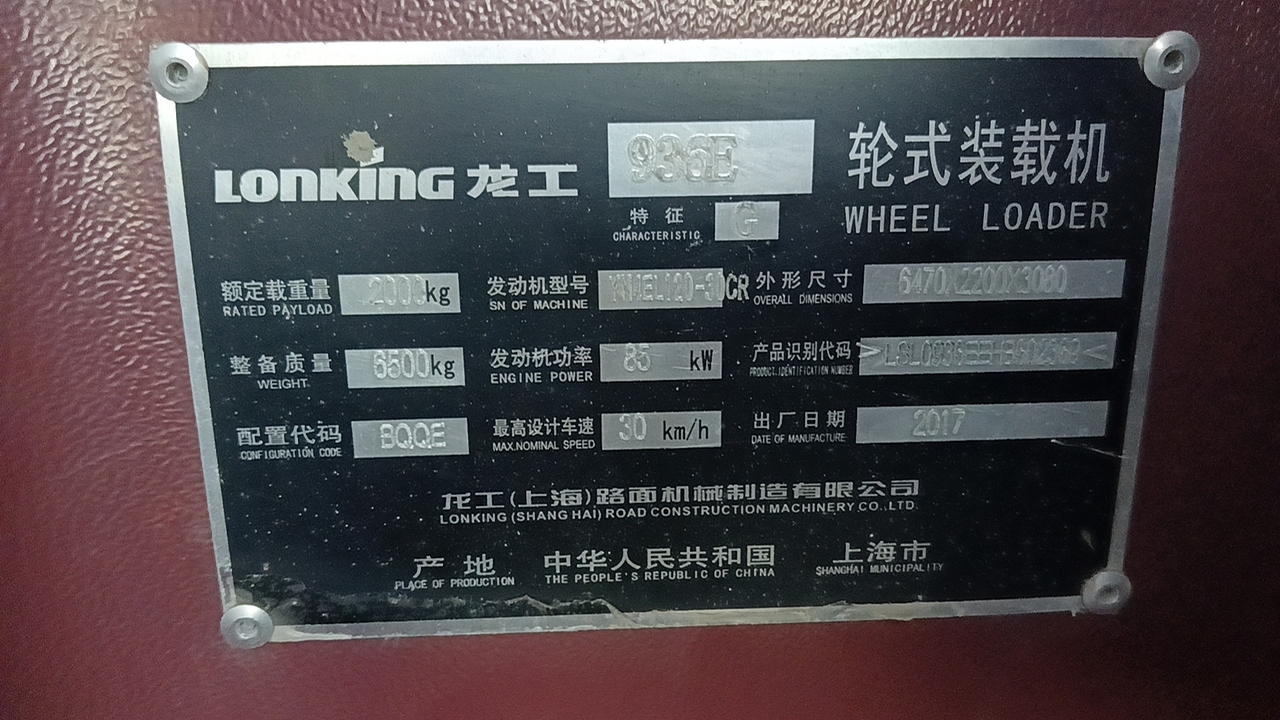 LONKING 龙工 936E 轮式装载机
特征 G
CHARACTERISTIC
WHEEL LOADER
额定载重量 2000kg 发动机型号 外形尺寸 6470X2200X3080
RATED PAYLOAD SN OF MACHINE OVERALL DIMENSIONS
整备质量 6500kg 发动机功率 85 kW 产品识别代码
WEIGHT ENGINE POWER PRODUCT IDENTIFICATION NUMBER
配置代码 BQQE 最高设计车速 30 km/h 出厂日期 2017
CONFIGURATION CODE MAX.NOMINAL SPEED DATE OF MANUFACTURE
龙工(上海)路面机械制造有限公司
LONKING (SHANG HAI) ROAD CONSTRUCTION MACHINERY CO.,LTD.
产地 中华人民共和国 上海市
PLACE OF PRODUCTION THE PEOPLE'S REPUBLIC OF CHINA SHANGHAI MUNICIPALITY